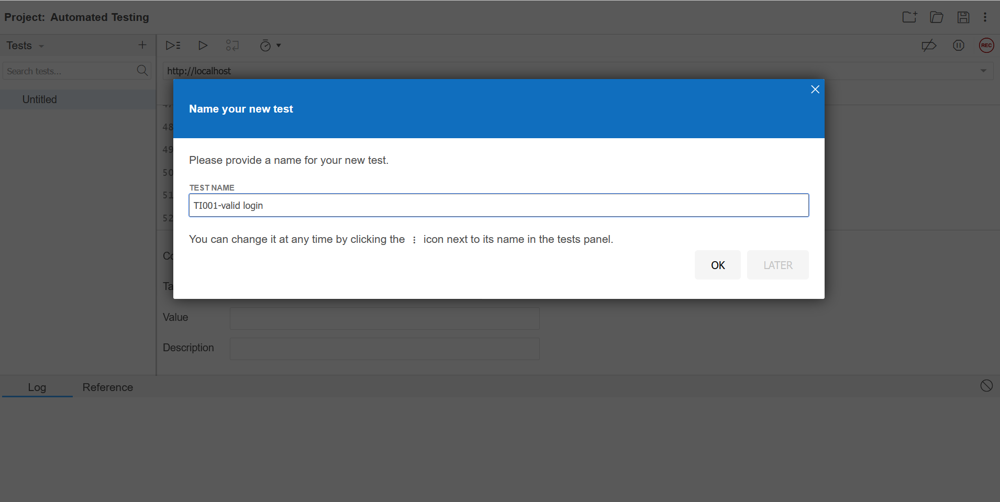 Project: Automated Testing
Tests
REC
Search tests...
http://localhost
Untitled
Name your new test
48
49
50
51
52
Please provide a name for your new test.
TEST NAME
TI001-valid login
You can change it at any time by clicking the ⋮ icon next to its name in the tests panel.
OK
LATER
Value
Description
Log
Reference